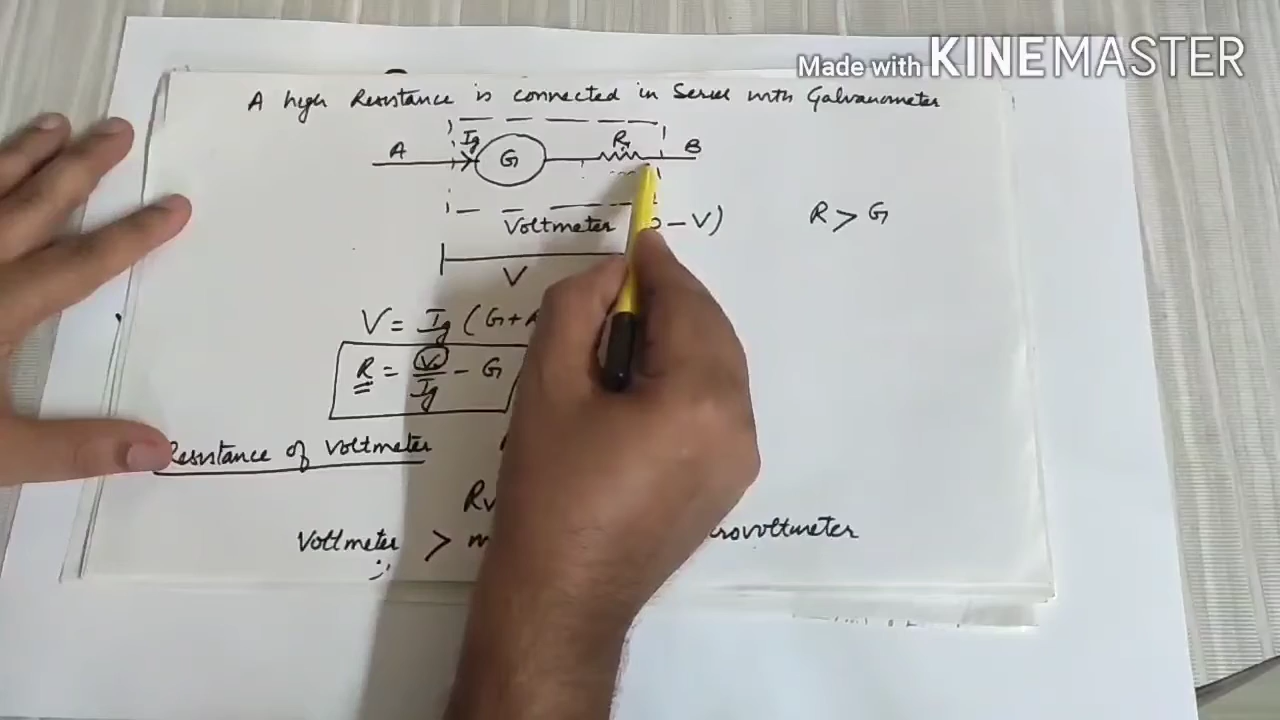 Made with KINEMASTER
A high Resistance is connected in Series with Galvanometer
A Ig G R B
Voltmeter – V) R > G
V
V = Ig (G+
R = V/Ig – G
Resistance of Voltmeter
Rv
Voltmeter >